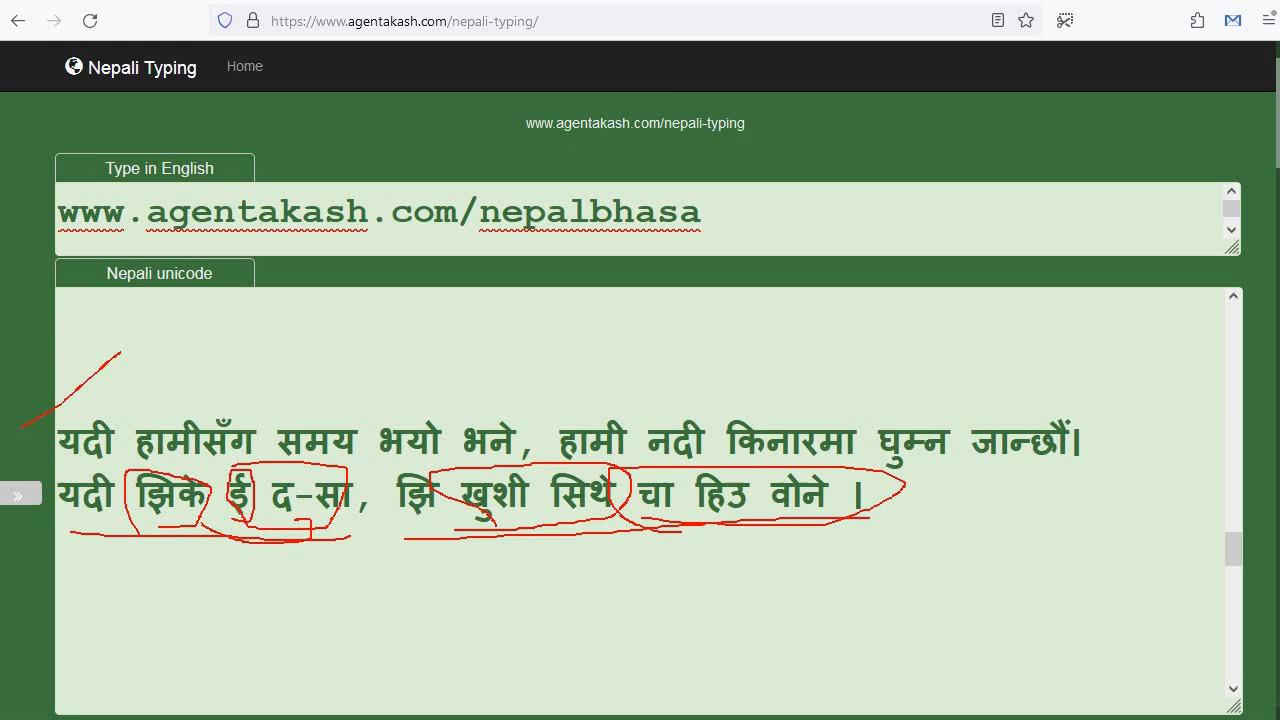 https://www.agentakash.com/nepali-typing/
Nepali Typing Home
www.agentakash.com/nepali-typing
Type in English
www.agentakash.com/nepalbhasa
Nepali unicode
यदी हामीसँग समय भयो भने, हामी नदी किनारमा घुम्न जान्छौं।
यदी झिके ई द-सा, झि खुशी सिथे चा हिउ वोने ।
»